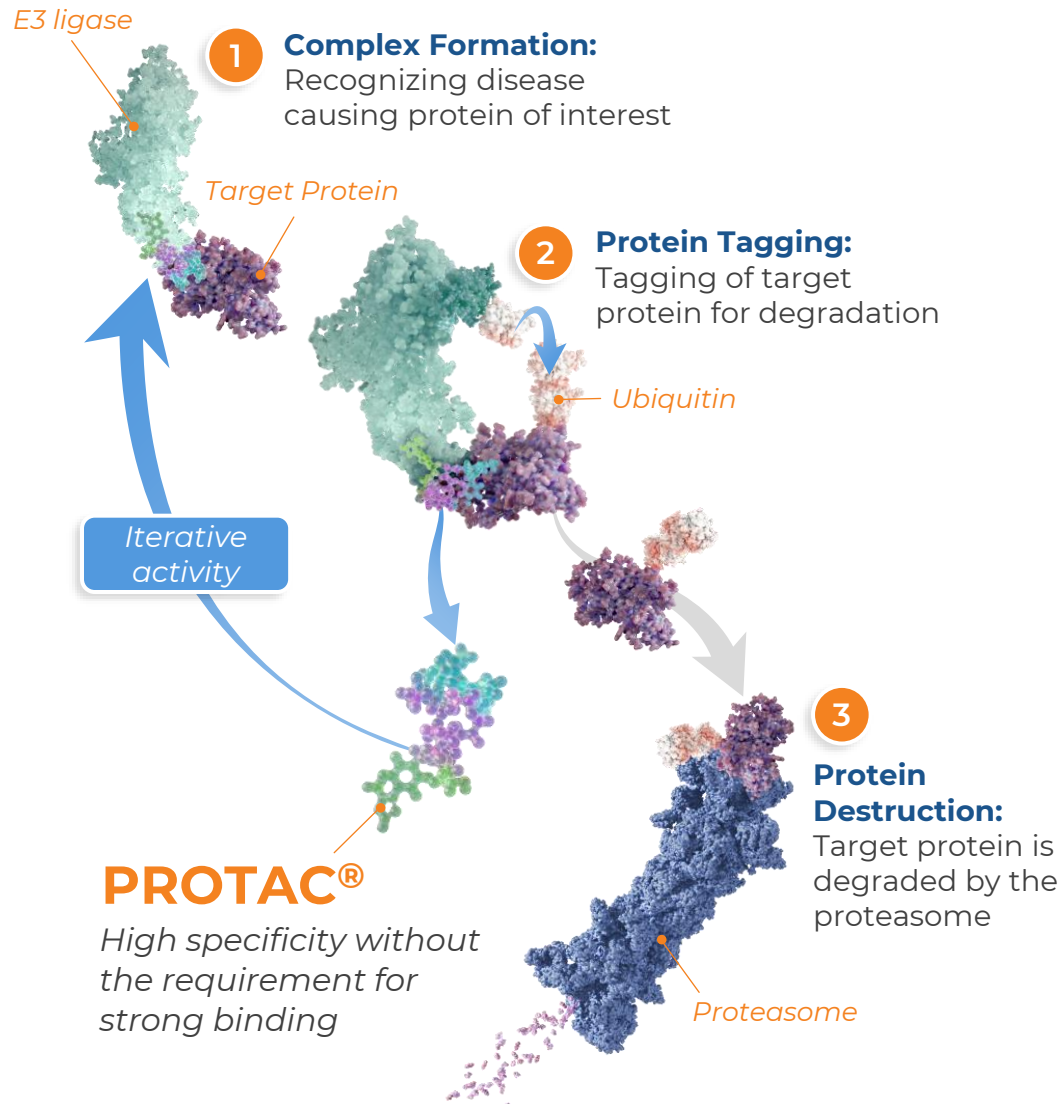 E3 ligase
1
Complex Formation:
Recognizing disease
causing protein of interest
Target Protein
2
Protein Tagging:
Tagging of target
protein for degradation
Ubiquitin
Iterative
activity
3
Protein
Destruction:
Target protein is
degraded by the
proteasome
PROTAC®
High specificity without
the requirement for
strong binding
Proteasome